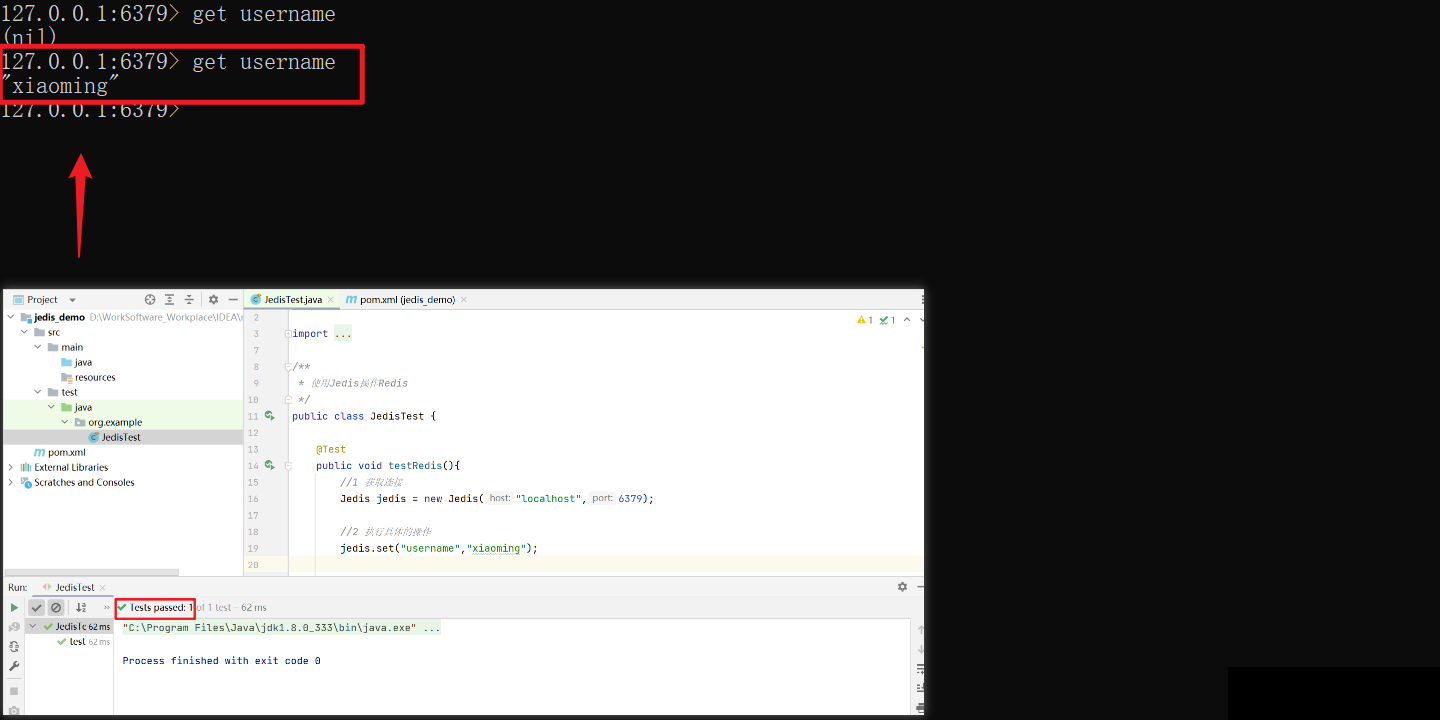 127.0.0.1:6379> get username
(nil)
127.0.0.1:6379> get username
"xiaoming"
127.0.0.1:6379>
Project
JedisTest.java
pom.xml (jedis_demo)
jedis_demo D:\WorkSoftware_Workplace\IDEA\
src
main
java
resources
test
java
org.example
JedisTest
pom.xml
External Libraries
Scratches and Consoles
1 1
2
3 import ...
7
8 /**
9 * 使用Jedis操作Redis
10 */
11 public class JedisTest {
12
13 @Test
14 public void testRedis(){
15 //1 获取连接
16 Jedis jedis = new Jedis( host: "localhost", port: 6379);
17
18 //2 执行具体的操作
19 jedis.set("username","xiaoming");
20
Run: JedisTest
Tests passed: 1 of 1 test – 62 ms
JedisTe 62 ms
test 62 ms
"C:\Program Files\Java\jdk1.8.0_333\bin\java.exe" ...
Process finished with exit code 0